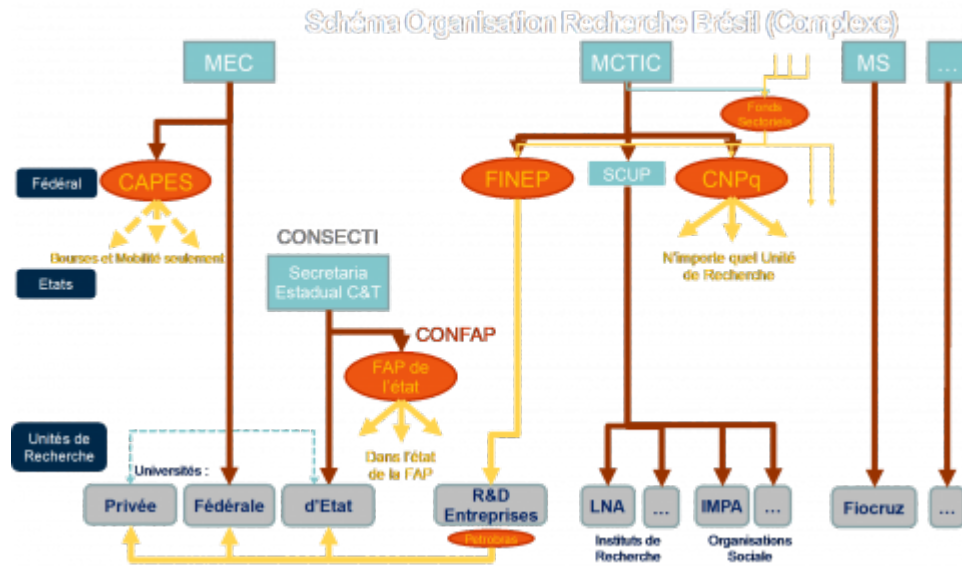 Schéma Organisation Recherche Brésil (Complexe)
MEC
MCTIC
MS
...
Fonds
Sectoriels
Fédéral
CAPES
FINEP
SCUP
CNPq
Bourses et Mobilité seulement
CONSECTI
N'importe quel Unité
de Recherche
Etats
Secretaria
Estadual C&T
CONFAP
FAP de
l'état
Unités de
Recherche
Dans l'état
de la FAP
Universités :
Privée
Fédérale
d'Etat
R&D
Entreprises
LNA
...
IMPA
...
Fiocruz
...
Petrobras
Instituts de
Recherche
Organisations
Sociale